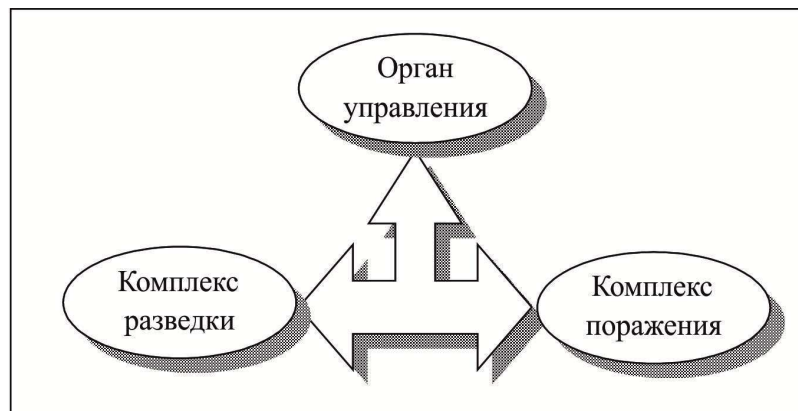 Орган
управления
Комплекс
разведки
Комплекс
поражения